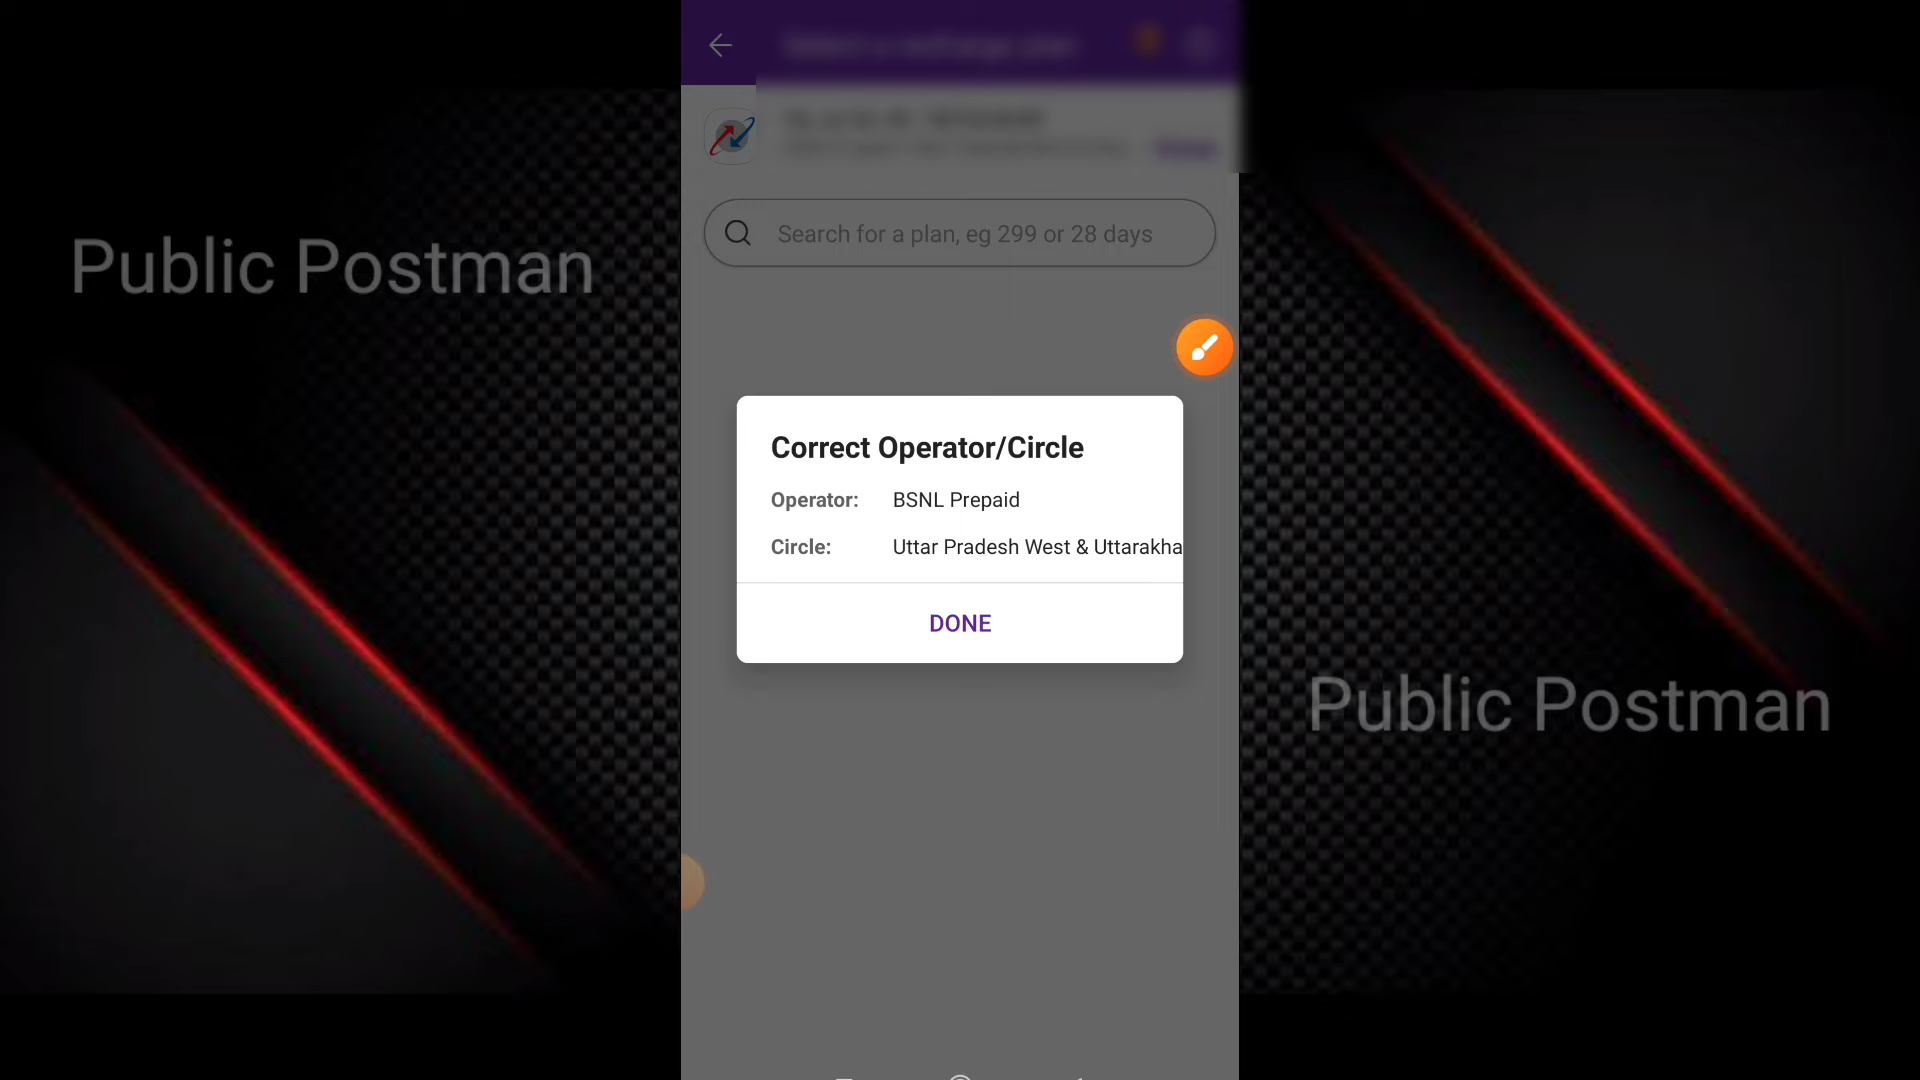 Public Postman
Search for a plan, eg 299 or 28 days
Correct Operator/Circle
Operator: BSNL Prepaid
Circle: Uttar Pradesh West & Uttarakha
DONE
Public Postman